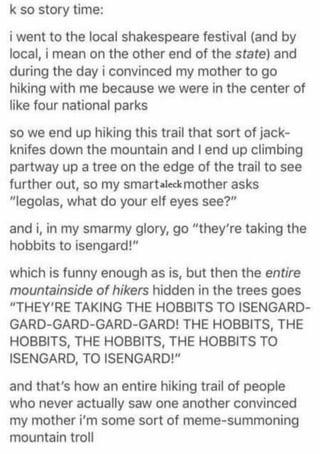 k so story time:
i went to the local shakespeare festival (and by
local, i mean on the other end of the state) and
during the day i convinced my mother to go
hiking with me because we were in the center of
like four national parks
so we end up hiking this trail that sort of jack-
knifes down the mountain and I end up climbing
partway up a tree on the edge of the trail to see
further out, so my smartaleck mother asks
"legolas, what do your elf eyes see?"
and i, in my smarmy glory, go "they're taking the
hobbits to isengard!"
which is funny enough as is, but then the entire
mountainside of hikers hidden in the trees goes
"THEY'RE TAKING THE HOBBITS TO ISENGARD-
GARD-GARD-GARD-GARD! THE HOBBITS, THE
HOBBITS, THE HOBBITS, THE HOBBITS TO
ISENGARD, TO ISENGARD!"
and that's how an entire hiking trail of people
who never actually saw one another convinced
my mother i'm some sort of meme-summoning
mountain troll